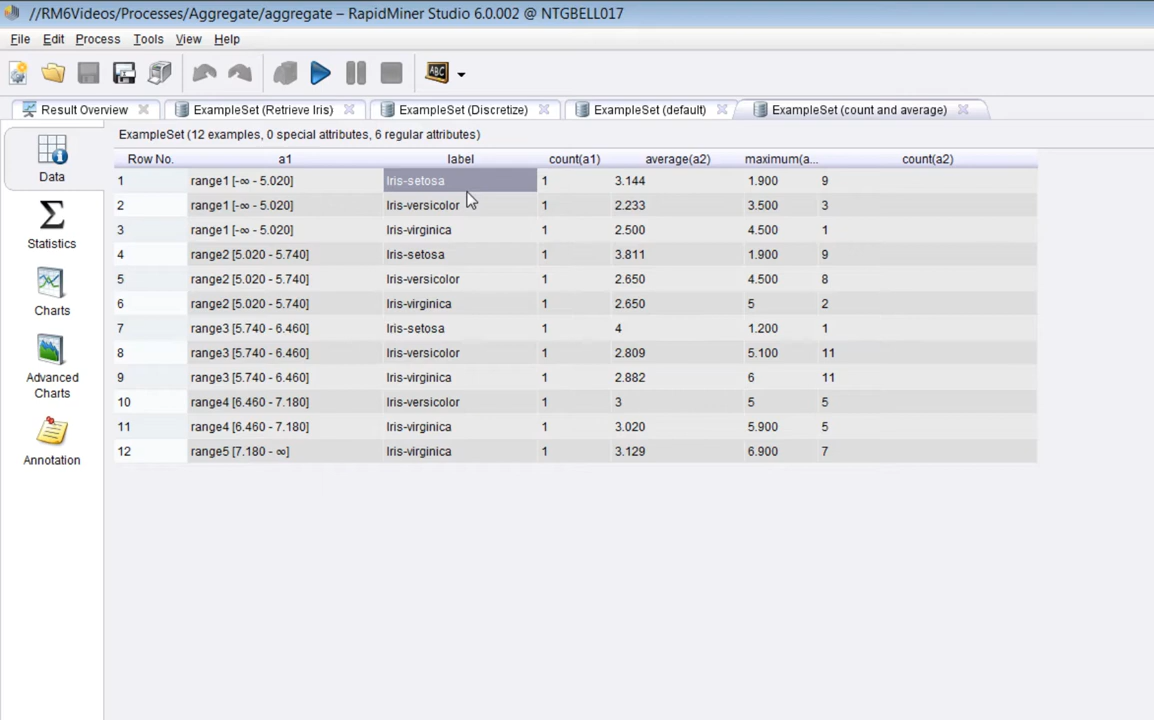 //RM6Videos/Processes/Aggregate/aggregate – RapidMiner Studio 6.0.002 @ NTGBELL017
File Edit Process Tools View Help
ABC
Result Overview ExampleSet (Retrieve Iris) ExampleSet (Discretize) ExampleSet (default) ExampleSet (count and average)
ExampleSet (12 examples, 0 special attributes, 6 regular attributes)
Row No. a1 label count(a1) average(a2) maximum(a... count(a2)
1 range1 [-∞ - 5.020] Iris-setosa 1 3.144 1.900 9
2 range1 [-∞ - 5.020] Iris-versicolor 1 2.233 3.500 3
3 range1 [-∞ - 5.020] Iris-virginica 1 2.500 4.500 1
4 range2 [5.020 - 5.740] Iris-setosa 1 3.811 1.900 9
5 range2 [5.020 - 5.740] Iris-versicolor 1 2.650 4.500 8
6 range2 [5.020 - 5.740] Iris-virginica 1 2.650 5 2
7 range3 [5.740 - 6.460] Iris-setosa 1 4 1.200 1
8 range3 [5.740 - 6.460] Iris-versicolor 1 2.809 5.100 11
9 range3 [5.740 - 6.460] Iris-virginica 1 2.882 6 11
10 range4 [6.460 - 7.180] Iris-versicolor 1 3 5 5
11 range4 [6.460 - 7.180] Iris-virginica 1 3.020 5.900 5
12 range5 [7.180 - ∞] Iris-virginica 1 3.129 6.900 7
Data
Statistics
Charts
Advanced
Charts
Annotation